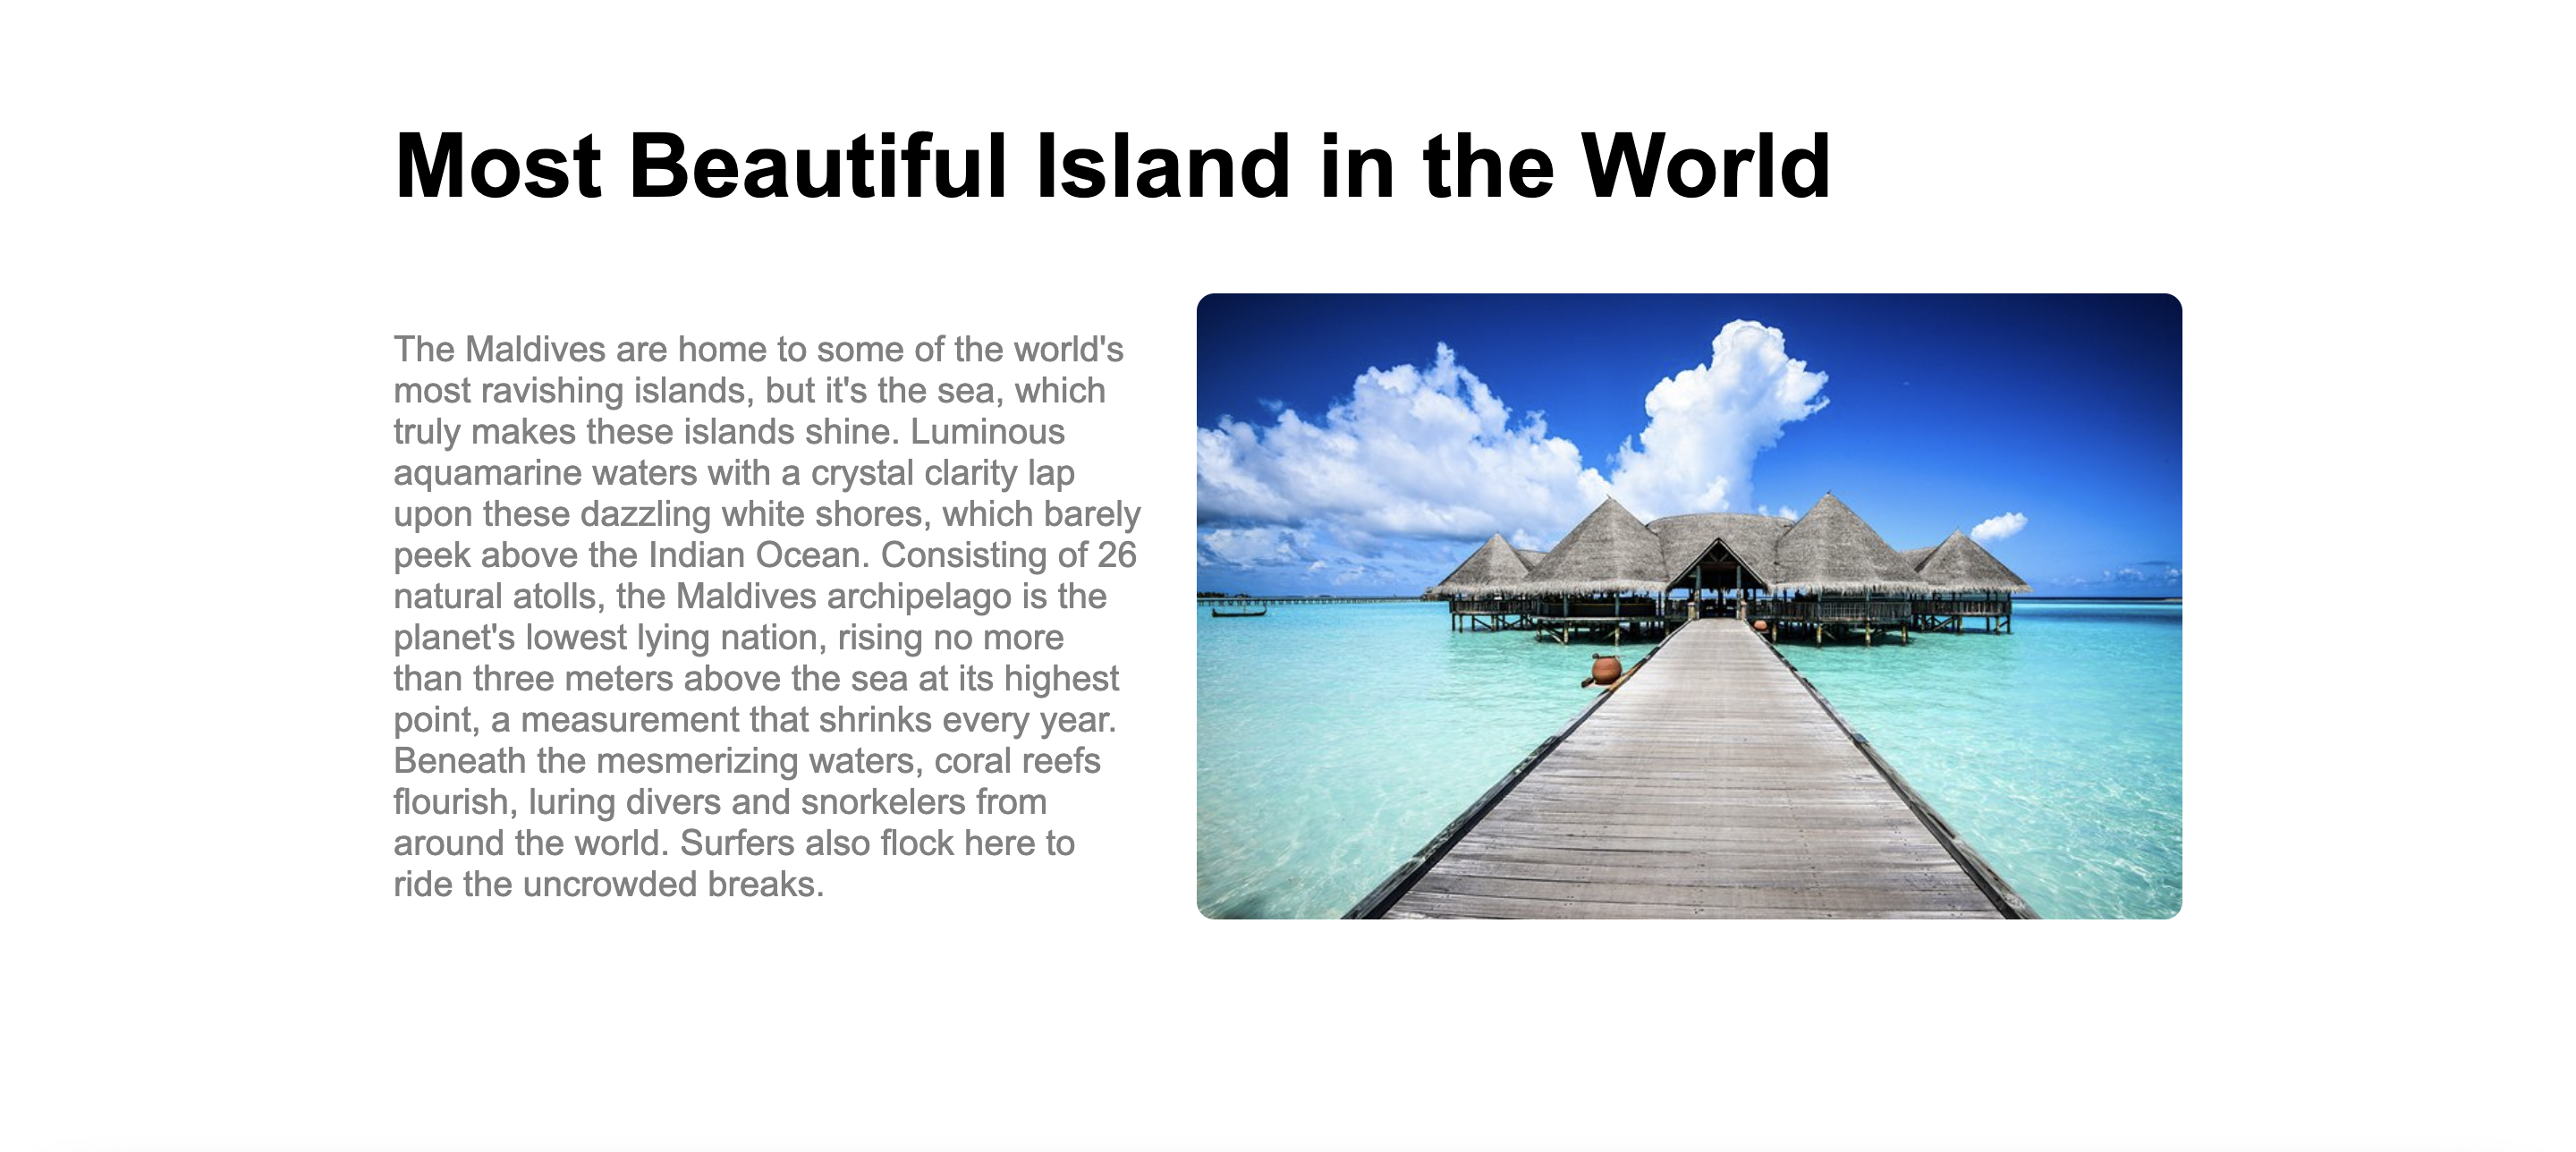 Most Beautiful Island in the World
The Maldives are home to some of the world's
most ravishing islands, but it's the sea, which
truly makes these islands shine. Luminous
aquamarine waters with a crystal clarity lap
upon these dazzling white shores, which barely
peek above the Indian Ocean. Consisting of 26
natural atolls, the Maldives archipelago is the
planet's lowest lying nation, rising no more
than three meters above the sea at its highest
point, a measurement that shrinks every year.
Beneath the mesmerizing waters, coral reefs
flourish, luring divers and snorkelers from
around the world. Surfers also flock here to
ride the uncrowded breaks.